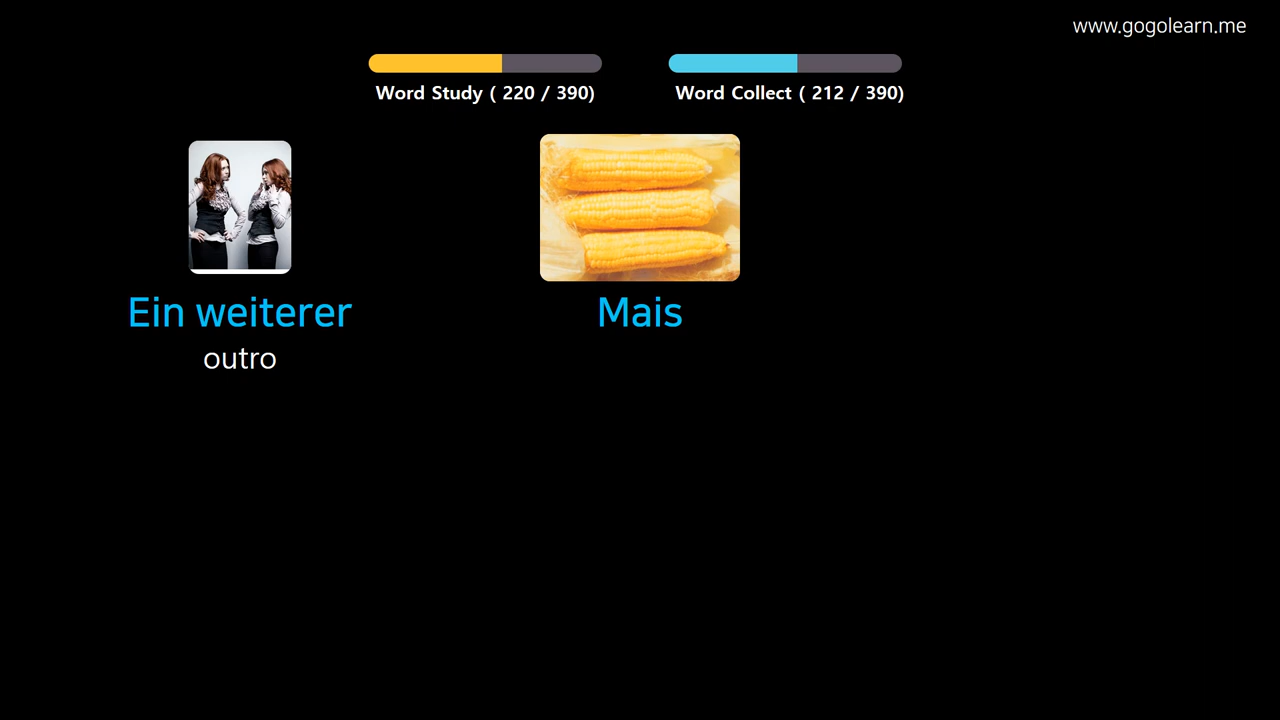 www.gogolearn.me
Word Study ( 220 / 390)
Word Collect ( 212 / 390)
Ein weiterer
outro
Mais